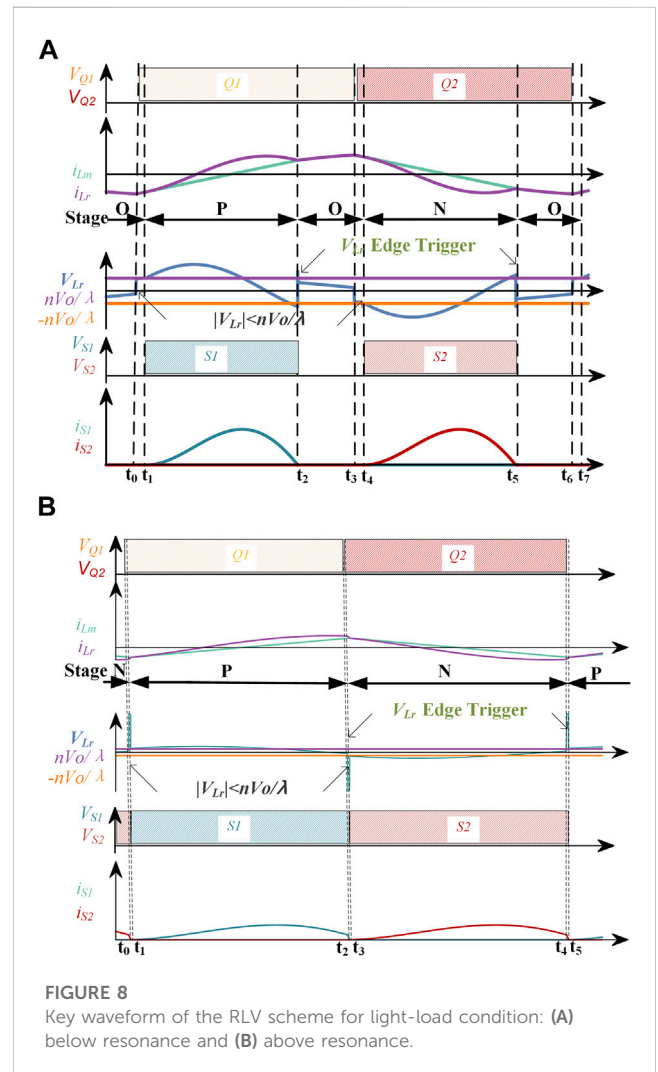 A
VQ1
VQ2
Q1
Q2
iLm
iLr
Stage O P O N O
VLr Edge Trigger
VLr
nVo/λ
-nVo/λ
|VLr|<nVo/λ
VS1
VS2
S1
S2
iS1
iS2
t0 t1 t2 t3 t4 t5 t6 t7
B
VQ1
VQ2
Q1
Q2
iLm
iLr
Stage N P N P
VLr Edge Trigger
VLr
nVo/λ
-nVo/λ
|VLr|<nVo/λ
VS1
VS2
S1
S2
iS1
iS2
t0 t1 t2 t3 t4 t5
FIGURE 8
Key waveform of the RLV scheme for light-load condition: (A)
below resonance and (B) above resonance.